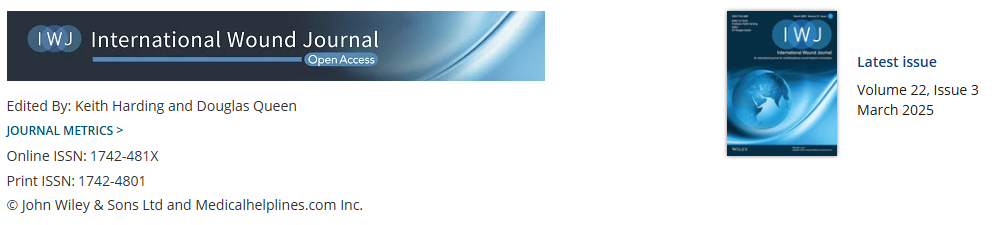 IWJ International Wound Journal
Open Access
Edited By: Keith Harding and Douglas Queen
JOURNAL METRICS >
Online ISSN: 1742-481X
Print ISSN: 1742-4801
© John Wiley & Sons Ltd and Medicalhelplines.com Inc.
IWJ
International Wound Journal
WILEY
Latest issue
Volume 22, Issue 3
March 2025